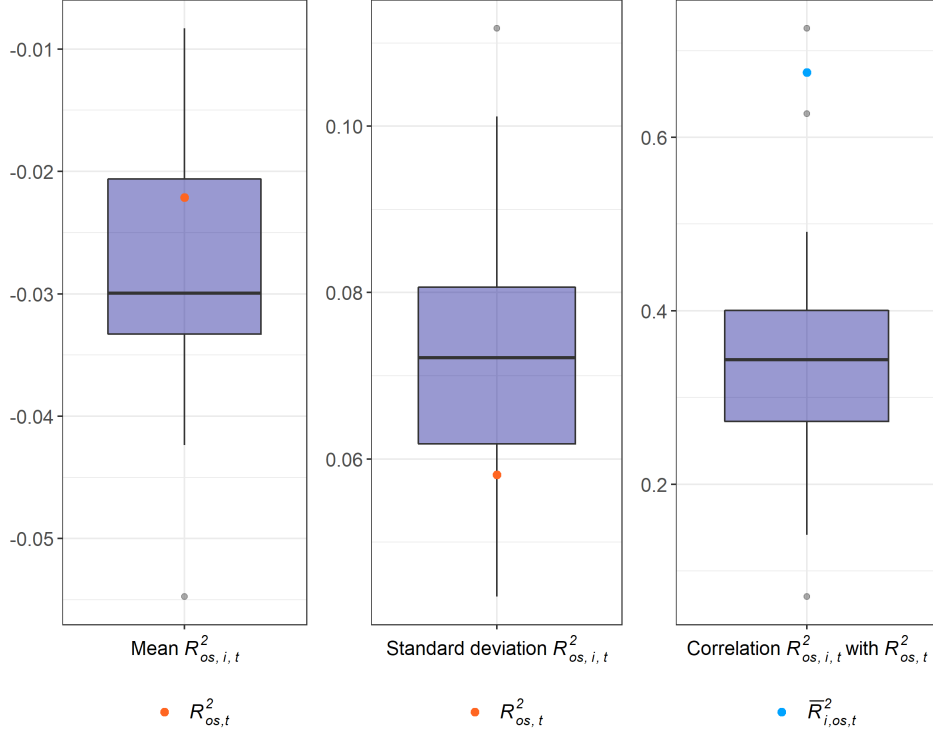 -0.01
-0.02
-0.03
-0.04
-0.05
Mean R²os, i, t
R²os,t
0.10
0.08
0.06
Standard deviation R²os, i, t
R²os, t
0.6
0.4
0.2
Correlation R²os, i, t with R²os, t
R̅²i,os,t